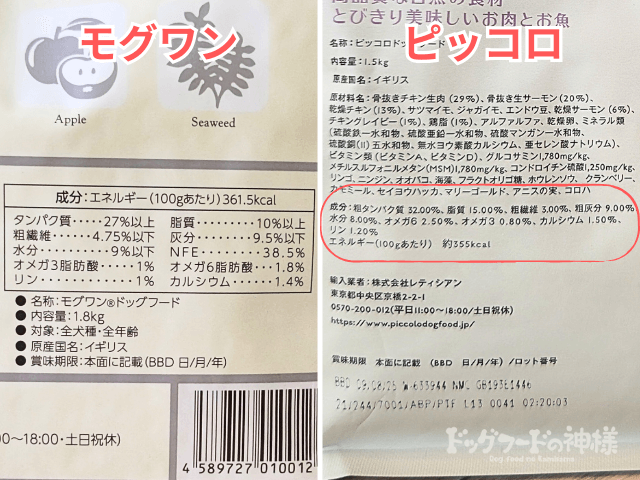 モグワン
Apple
Seaweed
成分：エネルギー(100gあたり)361.5kcal
タンパク質・・・・・27%以上
粗繊維・・・・4.75%以下
水分・・・・・・・・9%以下
オメガ3脂肪酸・・・・1%
リン・・・・・・・・・・・1%
脂質・・・・・・・10%以上
灰分・・・・・・9.5%以下
NFE・・・・・・・・38.5%
オメガ6脂肪酸・・・1.8%
カルシウム・・・・・1.4%
● 名称：モグワン®ドッグフード
● 内容量：1.8kg
● 対象：全犬種・全年齢
● 原産国名：イギリス
● 賞味期限：本面に記載(BBD 日/月/年)
0〜18:00・土日祝休)
4 589727 010012
ピッコロ
とびきり美味しいお肉とお魚
名称：ピッコロドッグフード
内容量：1.5kg
原産国名：イギリス
原材料名：骨抜きチキン生肉（29%）、骨抜き生サーモン（20%）、
乾燥チキン（13%）、サツマイモ、ジャガイモ、エンドウ豆、乾燥サーモン（6%）、
チキングレイビー（1%）、鶏脂（1%）、アルファルファ、乾燥卵、ミネラル類
（硫酸鉄一水和物、硫酸亜鉛一水和物、硫酸マンガン一水和物、
硫酸銅(II) 五水和物、無水ヨウ素酸カルシウム、亜セレン酸ナトリウム）、
ビタミン類（ビタミンA、ビタミンD）、グルコサミン1,780mg/kg、
メチルスルフォニルメタン(MSM)1,780mg/kg、コンドロイチン硫酸1,250mg/kg、
リンゴ、ニンジン、オオバコ、海藻、フラクトオリゴ糖、ホウレンソウ、クランベリー、
カモミール、セイヨウハッカ、マリーゴールド、アニスの実、コロハ
成分：粗タンパク質 32.00%、脂質 15.00%、粗繊維 3.00%、粗灰分 9.00%
水分 8.00%、オメガ6 2.50%、オメガ3 0.80%、カルシウム 1.50%、
リン 1.20%
エネルギー(100gあたり) 約355kcal
輸入業者：株式会社レティシアン
東京都中央区京橋2-2-1
0570-200-012(平日11:00〜18:00/土日祝休)
https://www.piccolodogfood.jp/
賞味期限 本面に記載（BBD 日/月/年）/ロット番号
BBD 09/08/25 W-633944 NMC GB193E1446
21/244/7001/ABP/PTF L13 0041 02:20:03
ドッグフードの神様